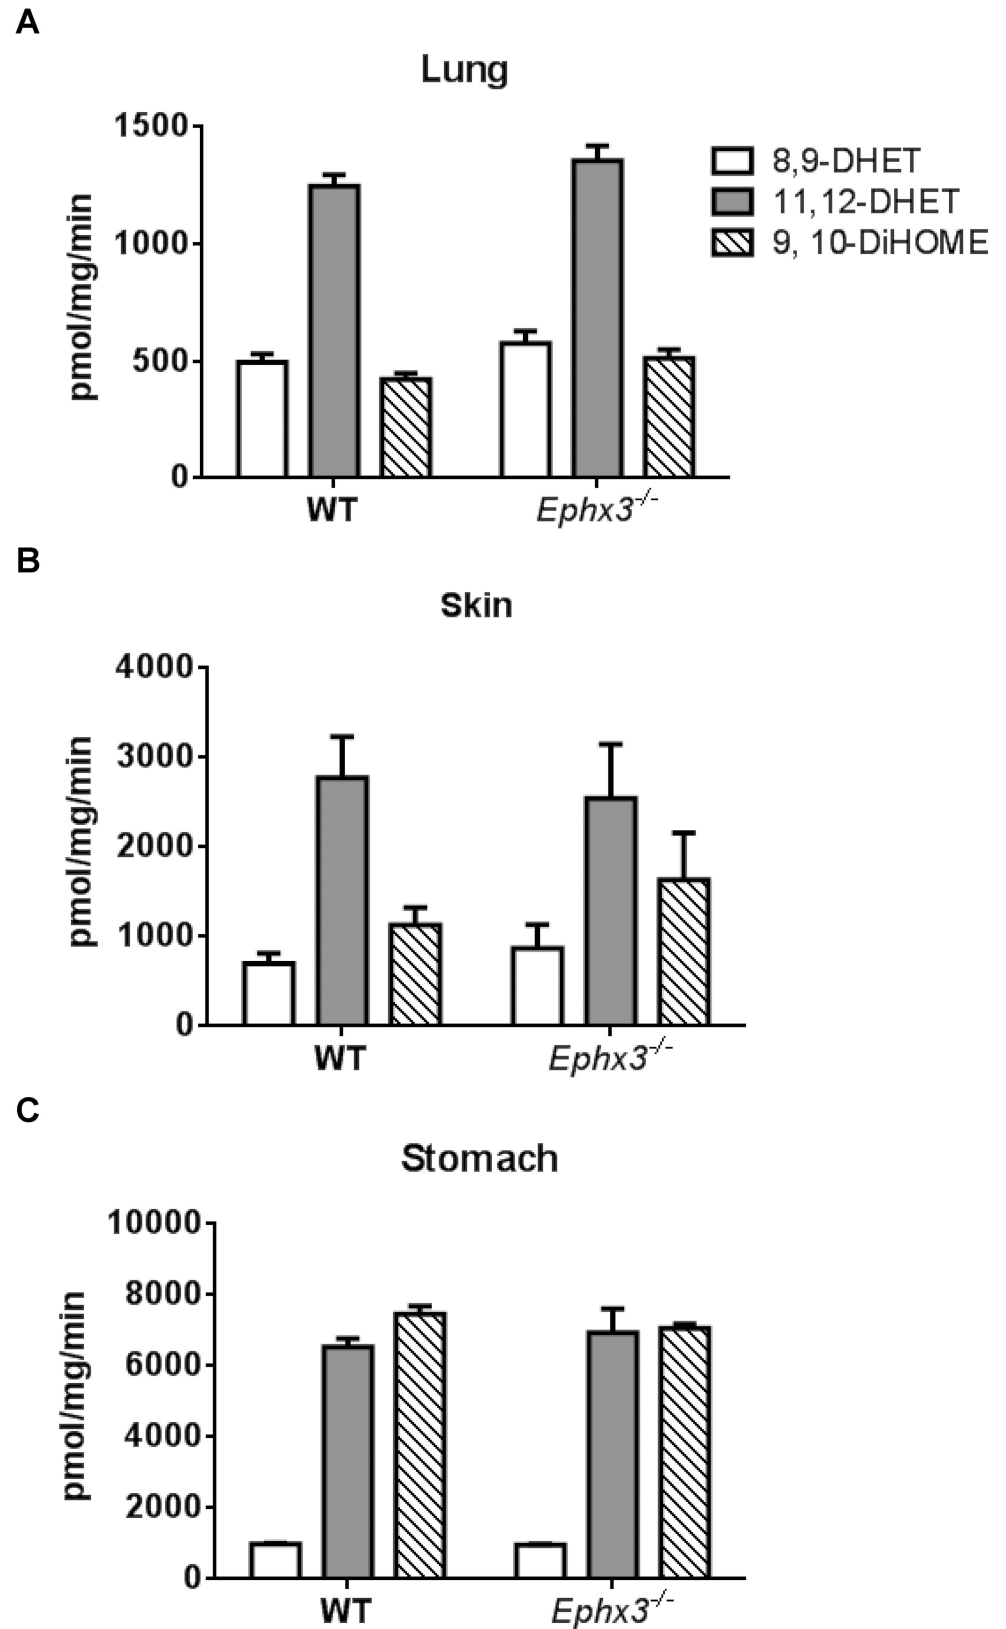 A
Lung
1500
1000
500
0
pmol/mg/min
8,9-DHET
11,12-DHET
9, 10-DiHOME
WT
Ephx3-/-
B
Skin
4000
3000
2000
1000
0
pmol/mg/min
WT
Ephx3-/-
C
Stomach
10000
8000
6000
4000
2000
0
pmol/mg/min
WT
Ephx3-/-